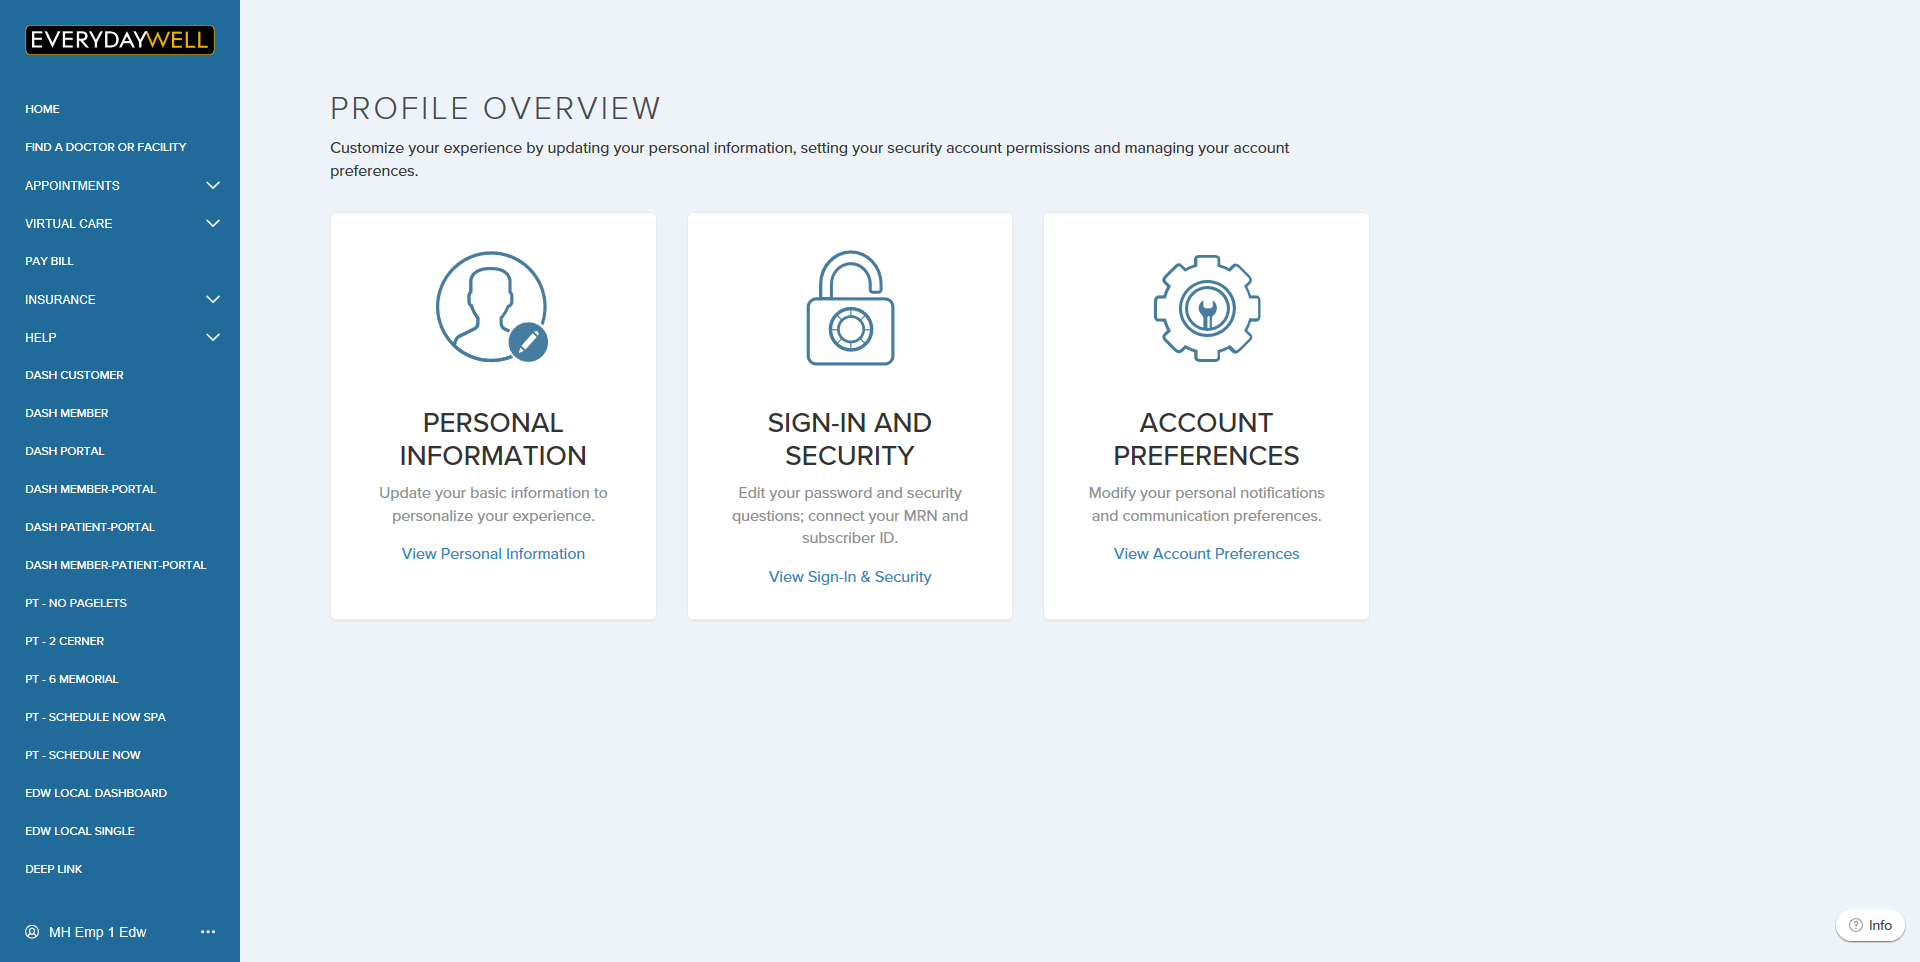 EVERYDAYWELL
HOME
FIND A DOCTOR OR FACILITY
APPOINTMENTS
VIRTUAL CARE
PAY BILL
INSURANCE
HELP
DASH CUSTOMER
DASH MEMBER
DASH PORTAL
DASH MEMBER-PORTAL
DASH PATIENT-PORTAL
DASH MEMBER-PATIENT-PORTAL
PT - NO PAGELETS
PT - 2 CERNER
PT - 6 MEMORIAL
PT - SCHEDULE NOW SPA
PT - SCHEDULE NOW
EDW LOCAL DASHBOARD
EDW LOCAL SINGLE
DEEP LINK
MH Emp 1 Edw
PROFILE OVERVIEW
Customize your experience by updating your personal information, setting your security account permissions and managing your account
preferences.
PERSONAL
INFORMATION
Update your basic information to
personalize your experience.
View Personal Information
SIGN-IN AND
SECURITY
Edit your password and security
questions; connect your MRN and
subscriber ID.
View Sign-In & Security
ACCOUNT
PREFERENCES
Modify your personal notifications
and communication preferences.
View Account Preferences
Info